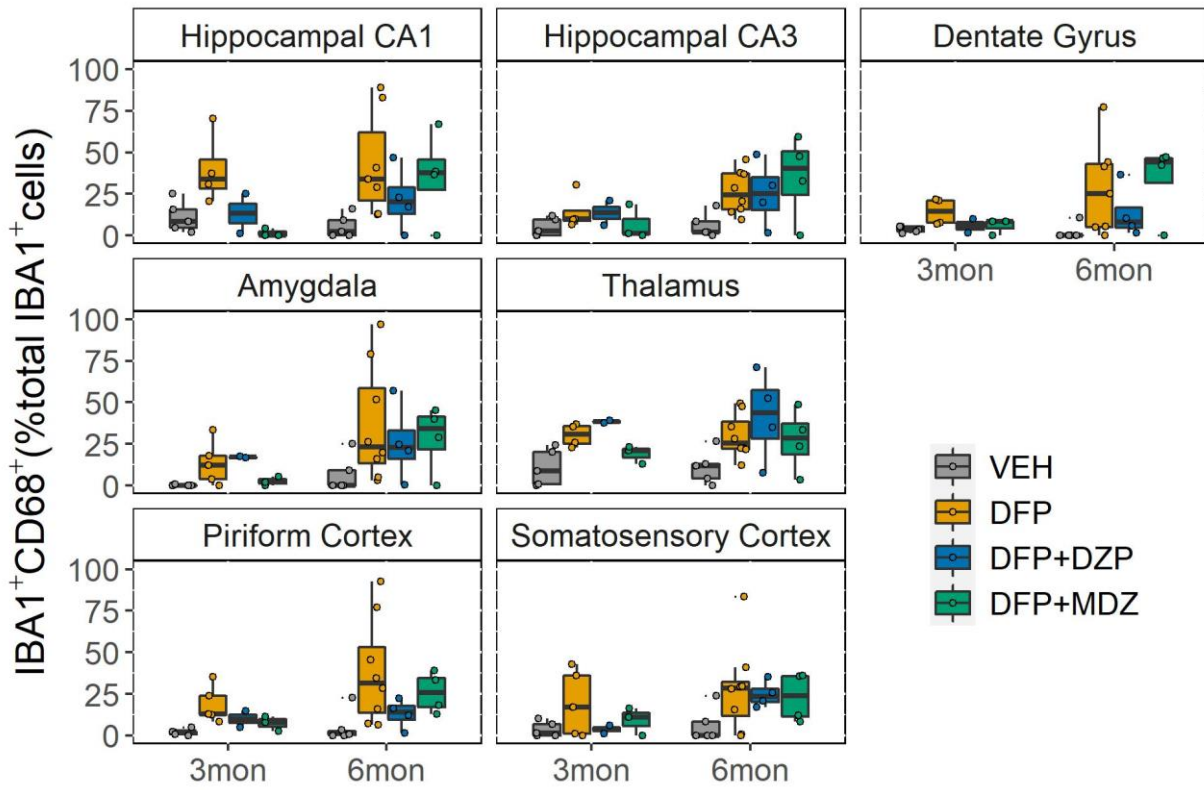 Hippocampal CA1
Hippocampal CA3
Dentate Gyrus
100
75
50
25
0
3mon
6mon
IBA1⁺CD68⁺(%total IBA1⁺cells)
Amygdala
Thalamus
100
75
50
25
0
Piriform Cortex
Somatosensory Cortex
100
75
50
25
0
3mon
6mon
3mon
6mon
VEH
DFP
DFP+DZP
DFP+MDZ